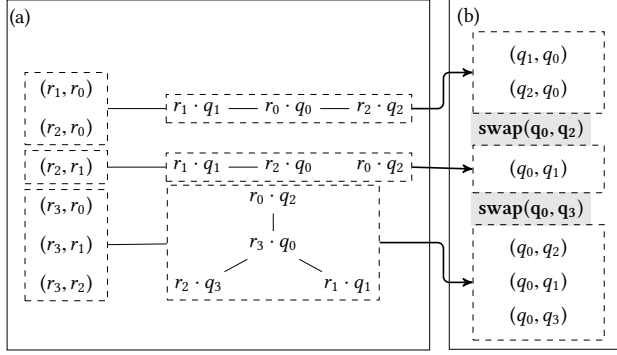 (a)
(r₁, r₀)
(r₂, r₀)
r₁ · q₁ r₀ · q₀ r₂ · q₂
(r₂, r₁)
r₁ · q₁ r₂ · q₀ r₀ · q₂
(r₃, r₀)
(r₃, r₁)
(r₃, r₂)
r₀ · q₂
r₃ · q₀
r₂ · q₃ r₁ · q₁
(b)
(q₁, q₀)
(q₂, q₀)
swap(q₀, q₂)
(q₀, q₁)
swap(q₀, q₃)
(q₀, q₂)
(q₀, q₁)
(q₀, q₃)